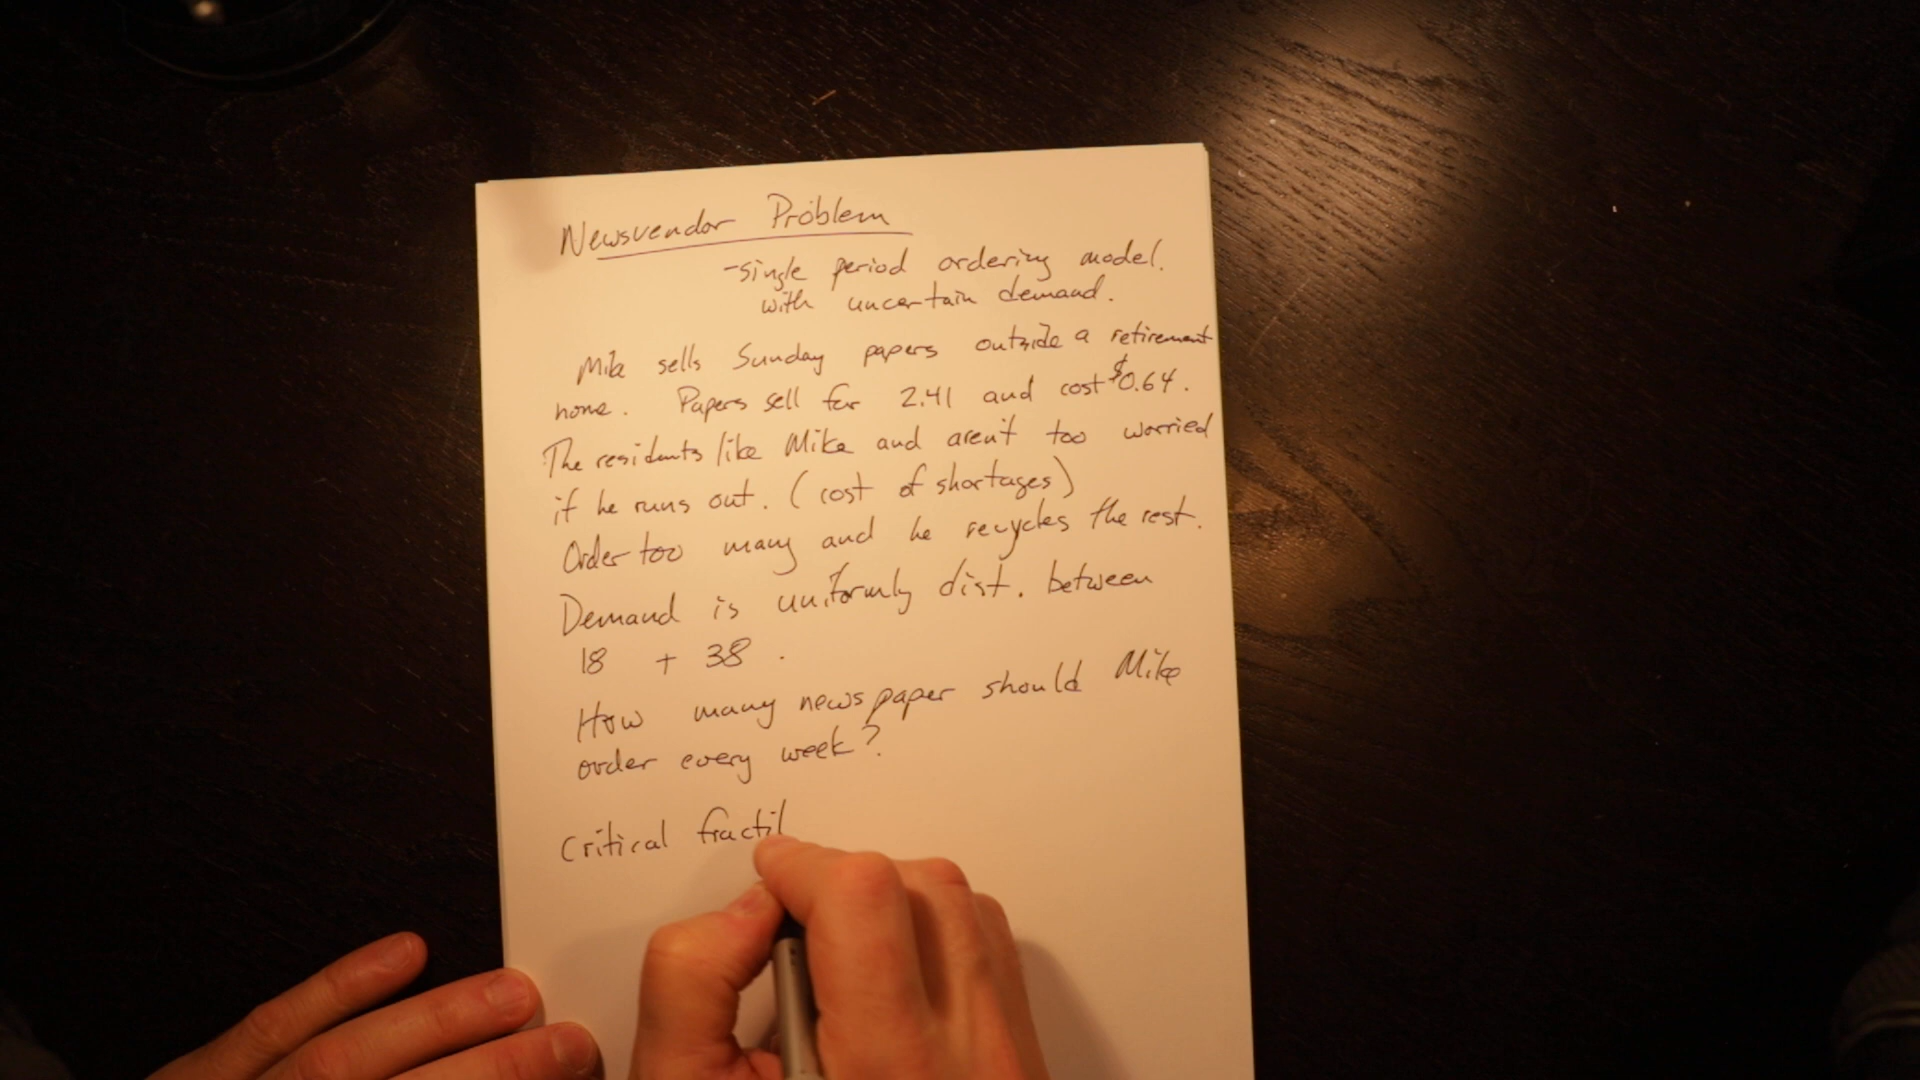 Newsvendor Problem
- single period ordering model.
with uncertain demand.
Mike sells Sunday papers outside a retirement
home. Papers sell for 2.41 and cost $0.64.
The residents like Mike and aren't too worried
if he runs out. (cost of shortages)
Order too many and he recycles the rest.
Demand is uniformly dist. between
18 + 38.
How many newspaper should Mike
order every week?
Critical fractil